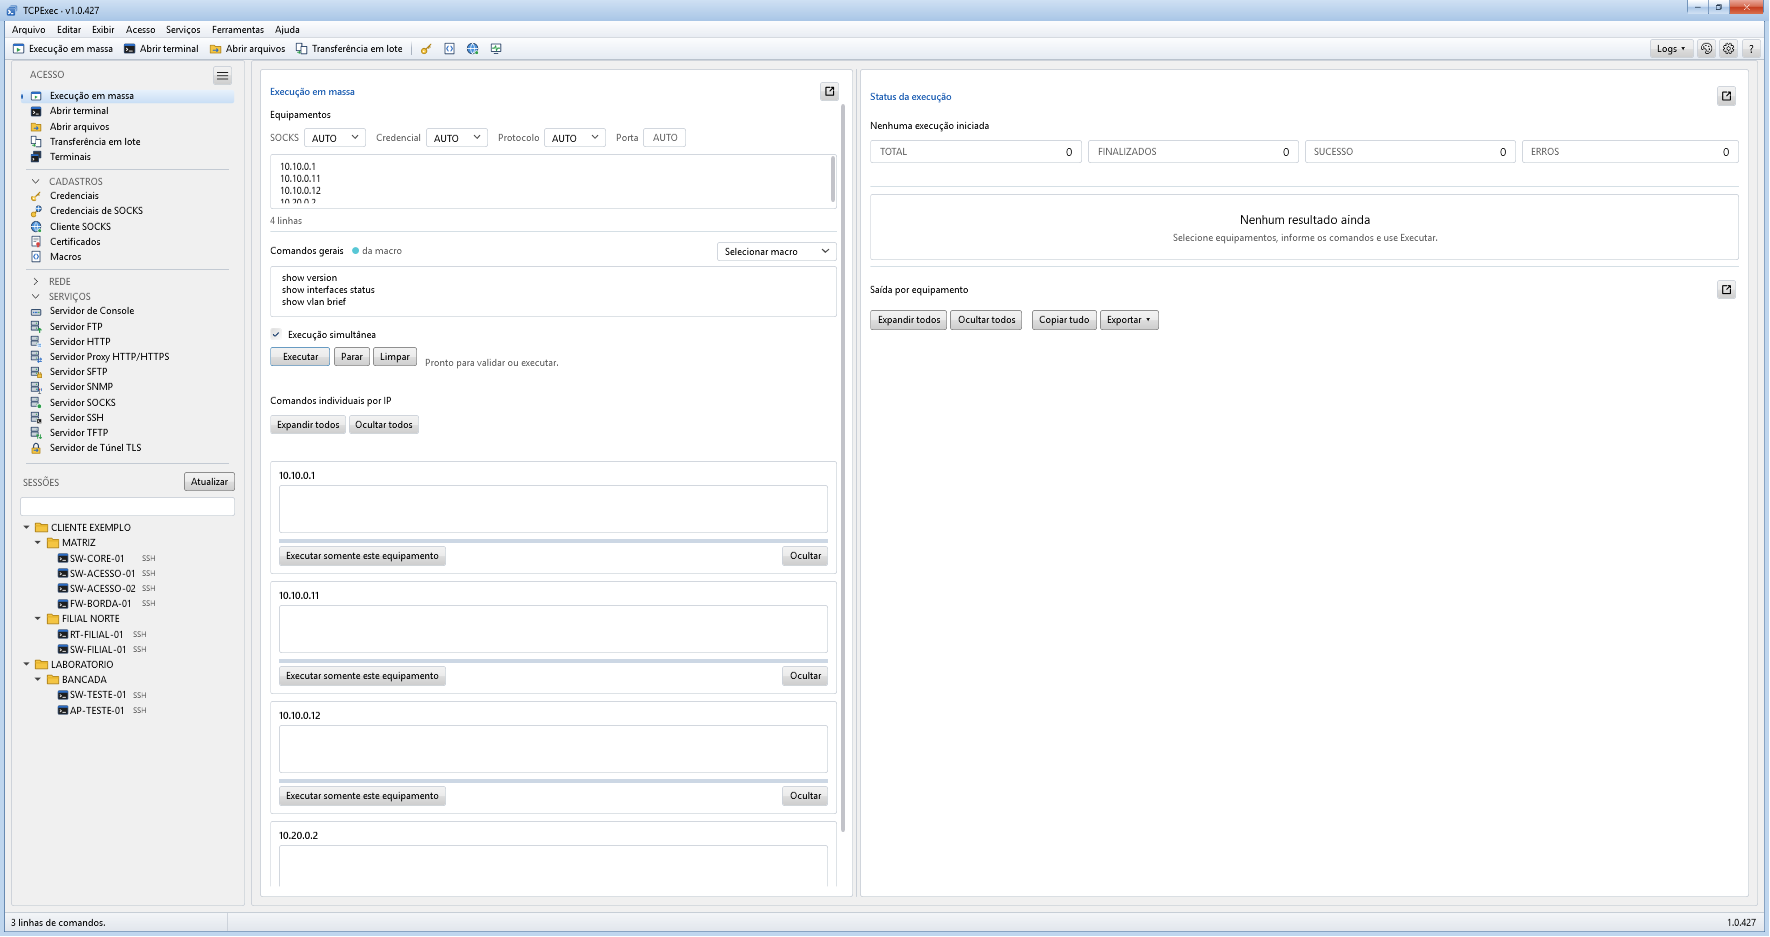 TCPExec - v1.0.427
Arquivo Editar Exibir Acesso Serviços Ferramentas Ajuda
Execução em massa Abrir terminal Abrir arquivos Transferência em lote Logs ?
ACESSO
Execução em massa
Abrir terminal
Abrir arquivos
Transferência em lote
Terminais
CADASTROS
Credenciais
Credenciais de SOCKS
Cliente SOCKS
Certificados
Macros
REDE
SERVIÇOS
Servidor de Console
Servidor FTP
Servidor HTTP
Servidor Proxy HTTP/HTTPS
Servidor SFTP
Servidor SNMP
Servidor SOCKS
Servidor SSH
Servidor TFTP
Servidor de Túnel TLS
SESSÕES Atualizar
CLIENTE EXEMPLO
MATRIZ
SW-CORE-01 SSH
SW-ACESSO-01 SSH
SW-ACESSO-02 SSH
FW-BORDA-01 SSH
FILIAL NORTE
RT-FILIAL-01 SSH
SW-FILIAL-01 SSH
LABORATORIO
BANCADA
SW-TESTE-01 SSH
AP-TESTE-01 SSH
Execução em massa
Equipamentos
SOCKS AUTO Credencial AUTO Protocolo AUTO Porta AUTO
10.10.0.1
10.10.0.11
10.10.0.12
10.20.0.2
4 linhas
Comandos gerais da macro Selecionar macro
show version
show interfaces status
show vlan brief
Execução simultânea
Executar Parar Limpar Pronto para validar ou executar.
Comandos individuais por IP
Expandir todos Ocultar todos
10.10.0.1
Executar somente este equipamento Ocultar
10.10.0.11
Executar somente este equipamento Ocultar
10.10.0.12
Executar somente este equipamento Ocultar
10.20.0.2
Status da execução
Nenhuma execução iniciada
TOTAL 0 FINALIZADOS 0 SUCESSO 0 ERROS 0
Nenhum resultado ainda
Selecione equipamentos, informe os comandos e use Executar.
Saída por equipamento
Expandir todos Ocultar todos Copiar tudo Exportar
3 linhas de comandos. 1.0.427